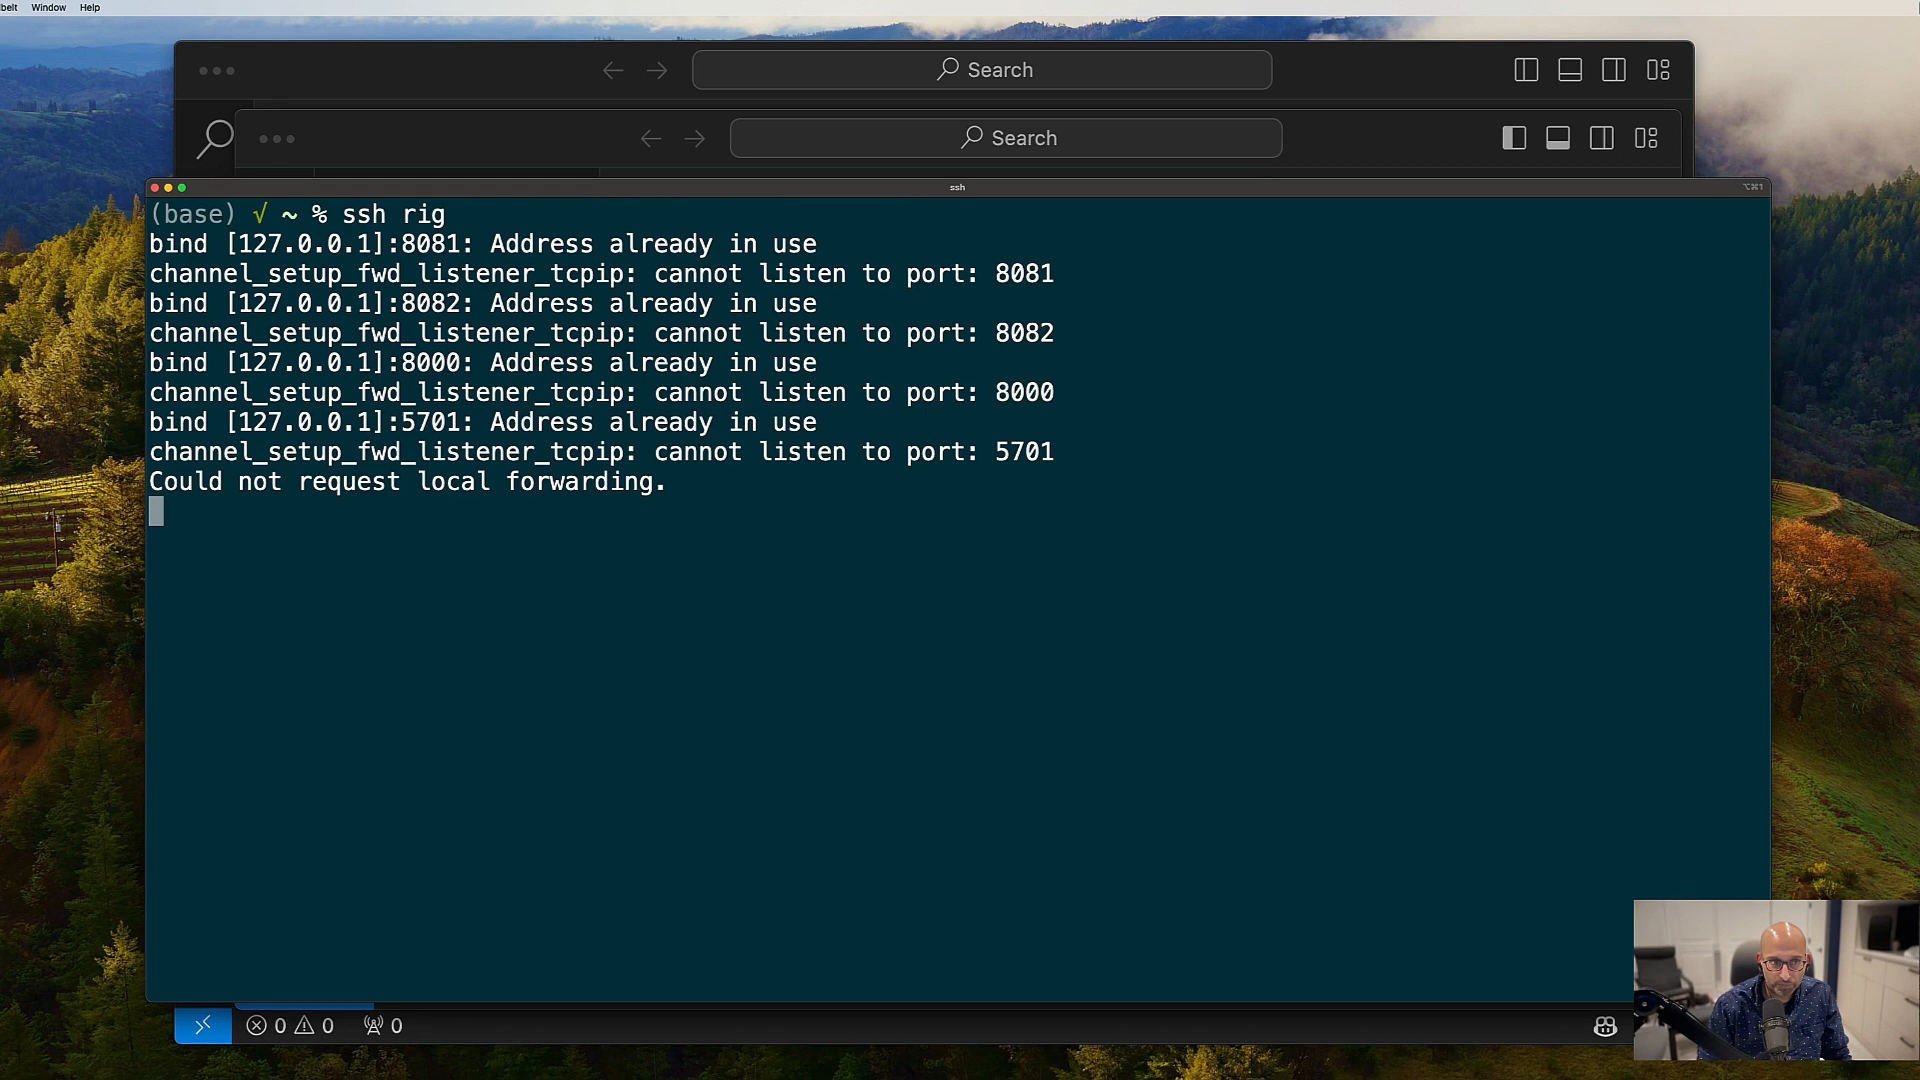 Window Help
Search
Search
ssh
(base) √ ~ % ssh rig
bind [127.0.0.1]:8081: Address already in use
channel_setup_fwd_listener_tcpip: cannot listen to port: 8081
bind [127.0.0.1]:8082: Address already in use
channel_setup_fwd_listener_tcpip: cannot listen to port: 8082
bind [127.0.0.1]:8000: Address already in use
channel_setup_fwd_listener_tcpip: cannot listen to port: 8000
bind [127.0.0.1]:5701: Address already in use
channel_setup_fwd_listener_tcpip: cannot listen to port: 5701
Could not request local forwarding.
0 0 0